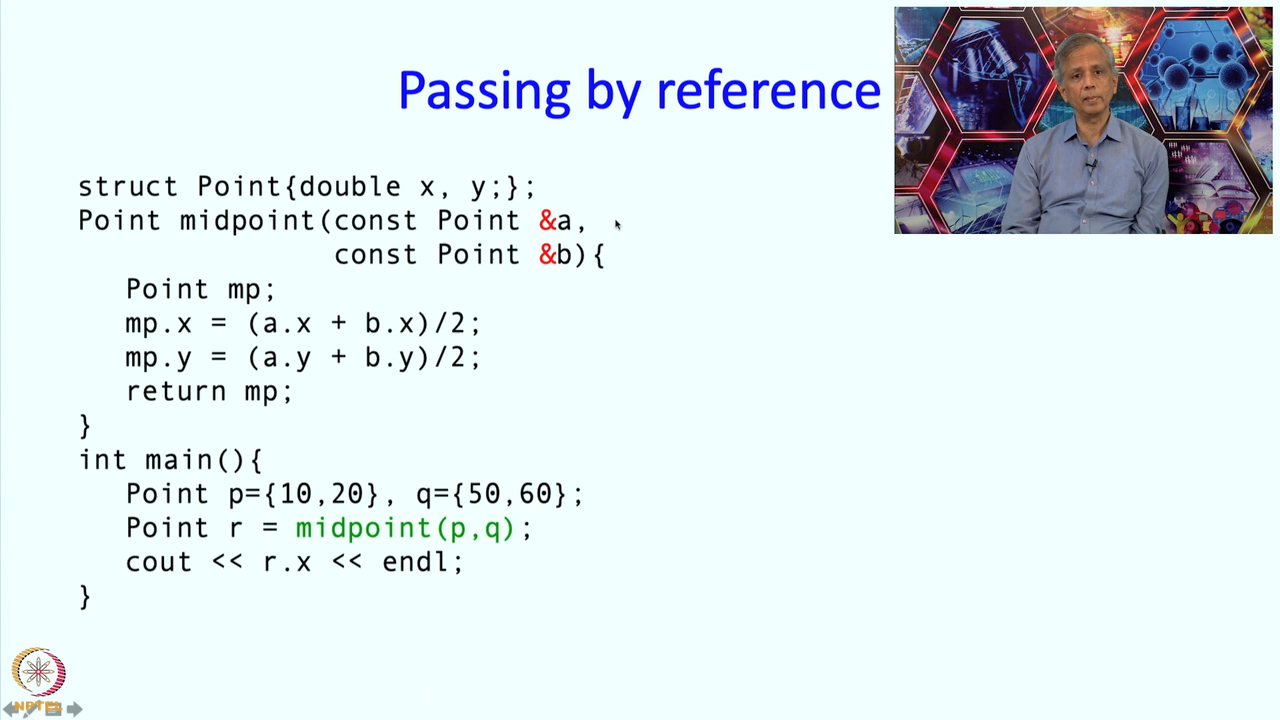 Passing by reference
struct Point{double x, y;};
Point midpoint(const Point &a,
const Point &b){
Point mp;
mp.x = (a.x + b.x)/2;
mp.y = (a.y + b.y)/2;
return mp;
}
int main(){
Point p={10,20}, q={50,60};
Point r = midpoint(p,q);
cout << r.x << endl;
}
NPTEL